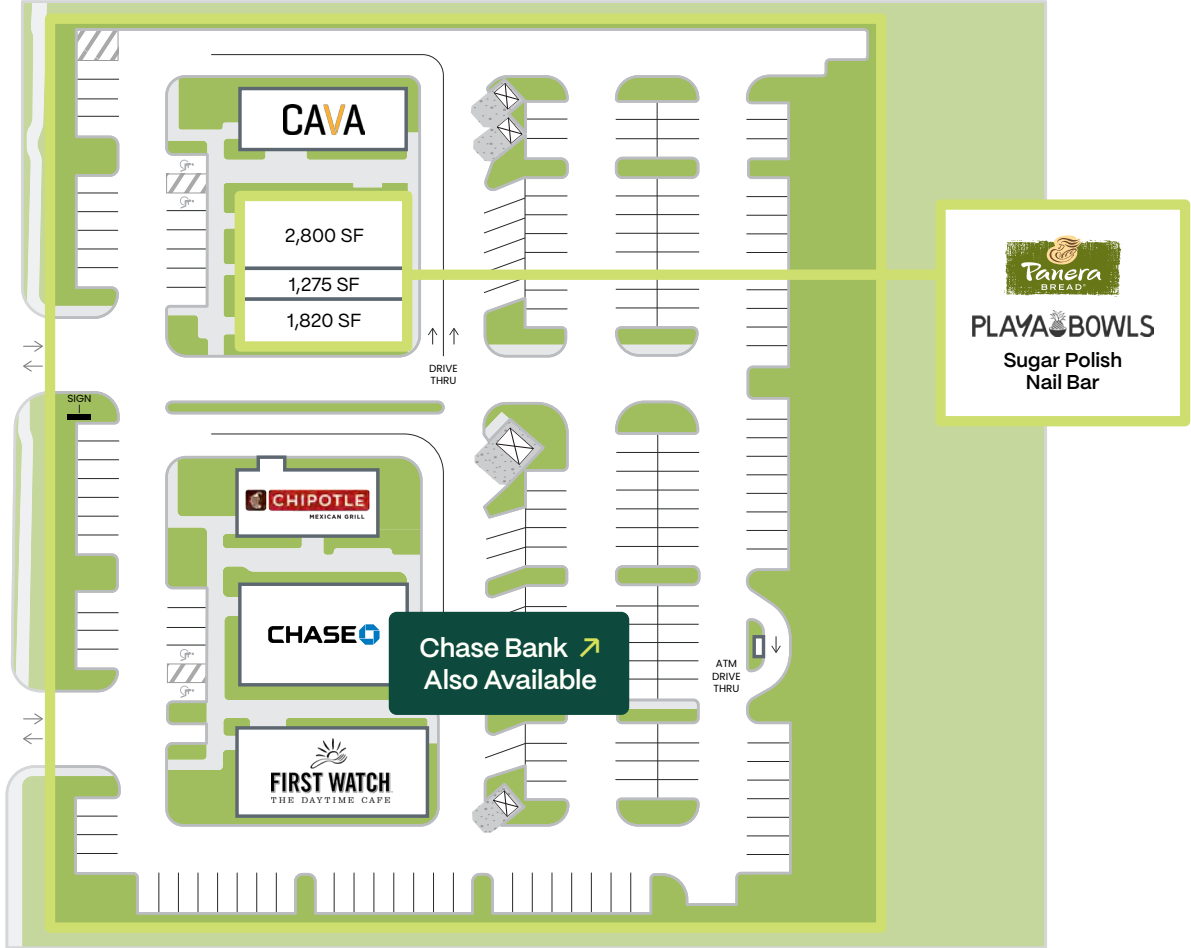 CAVA
2,800 SF
1,275 SF
1,820 SF
DRIVE
THRU
Panera
BREAD®
PLAYA BOWLS
Sugar Polish
Nail Bar
SIGN
CHIPOTLE
MEXICAN GRILL
CHASE
Chase Bank
Also Available
ATM
DRIVE
THRU
FIRST WATCH
THE DAYTIME CAFE